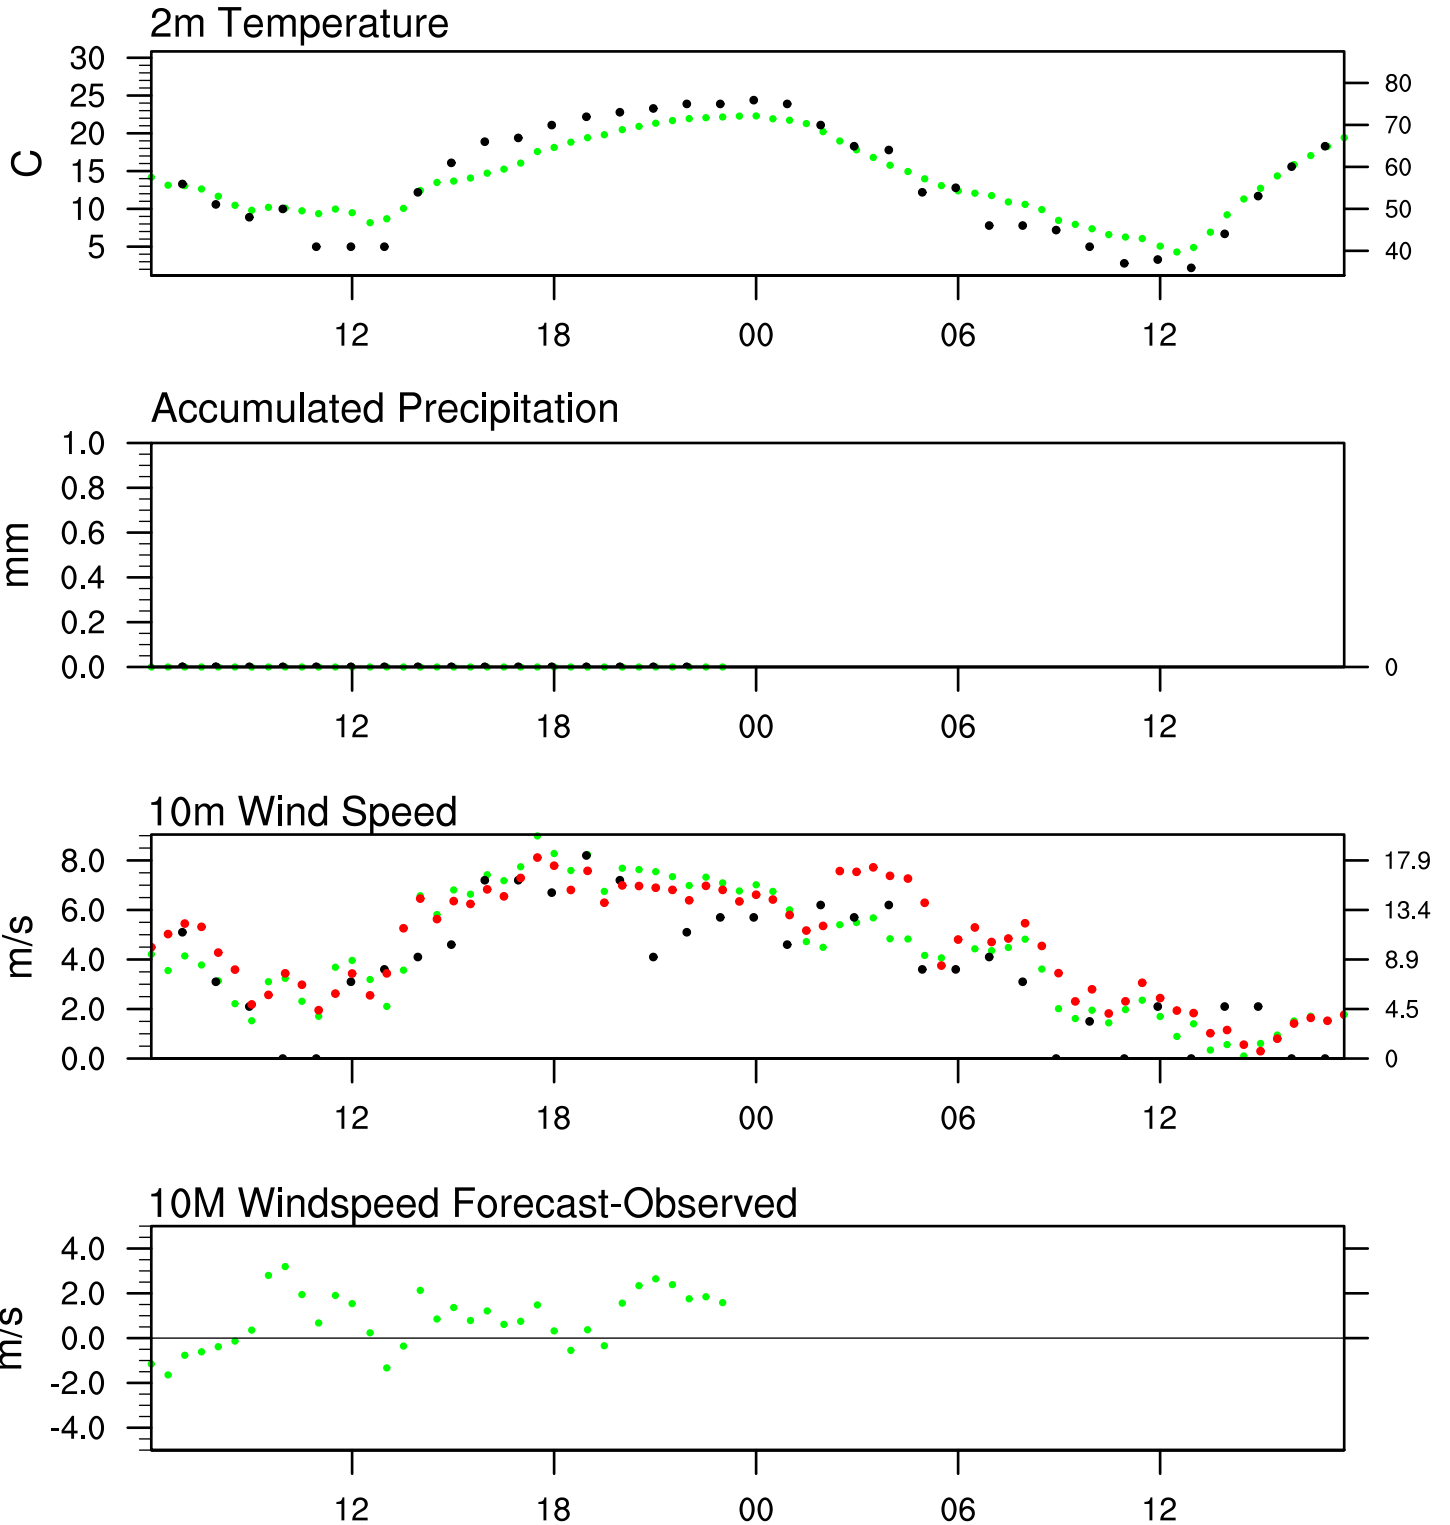 2m Temperature
30
25
20
15
10
5
C
80
70
60
50
40
12 18 00 06 12
Accumulated Precipitation
1.0
0.8
0.6
0.4
0.2
0.0
mm
0
12 18 00 06 12
10m Wind Speed
8.0
6.0
4.0
2.0
0.0
m/s
17.9
13.4
8.9
4.5
0
12 18 00 06 12
10M Windspeed Forecast-Observed
4.0
2.0
0.0
-2.0
-4.0
m/s
12 18 00 06 12